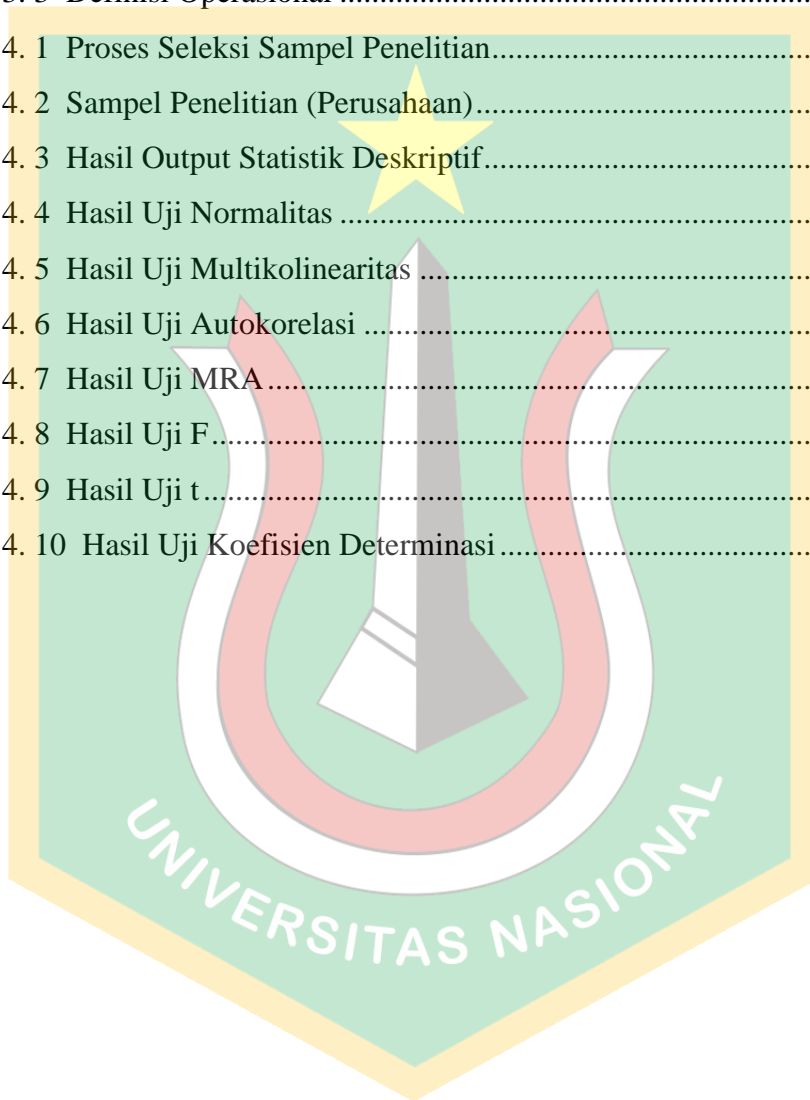 Definisi Operasional ................................................................
4. 1 Proses Seleksi Sampel Penelitian................................................
4. 2 Sampel Penelitian (Perusahaan)................................................
4. 3 Hasil Output Statistik Deskriptif................................................
4. 4 Hasil Uji Normalitas ................................................................
4. 5 Hasil Uji Multikolinearitas ......................................................
4. 6 Hasil Uji Autokorelasi ............................................................
4. 7 Hasil Uji MRA........................................................................
4. 8 Hasil Uji F..............................................................................
4. 9 Hasil Uji t...............................................................................
4. 10 Hasil Uji Koefisien Determinasi.............................................
UNIVERSITAS NASIONAL